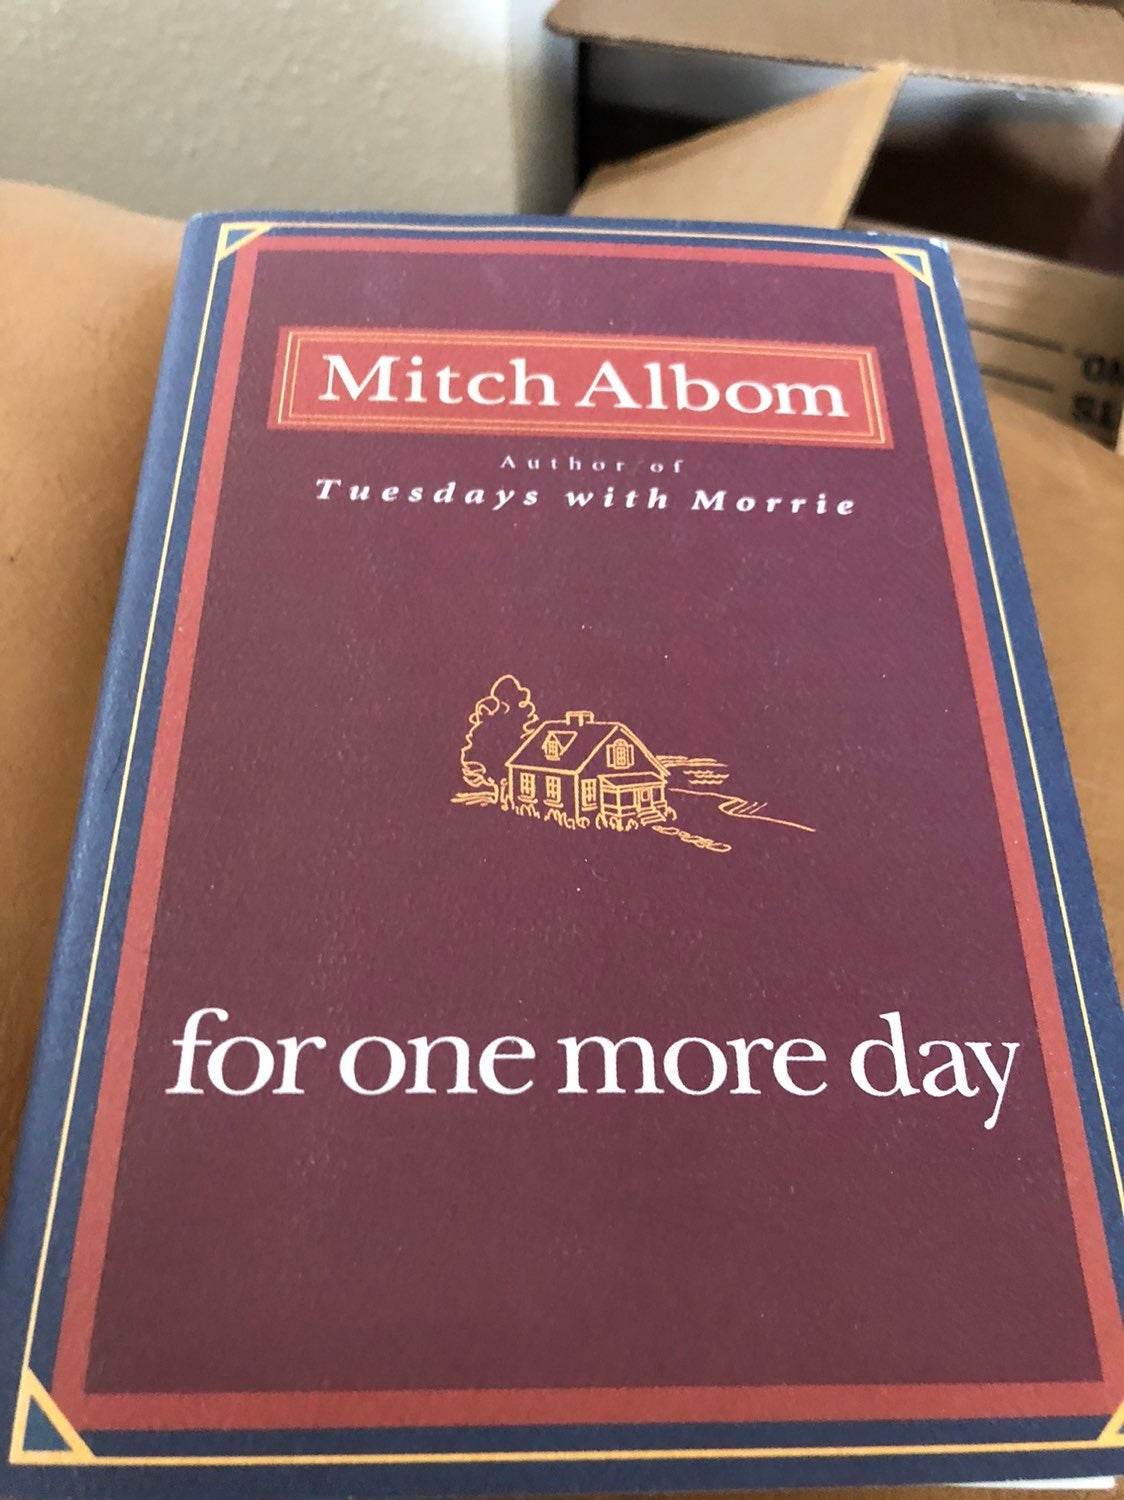 Mitch Albom
Author of
Tuesdays with Morrie
for one more day